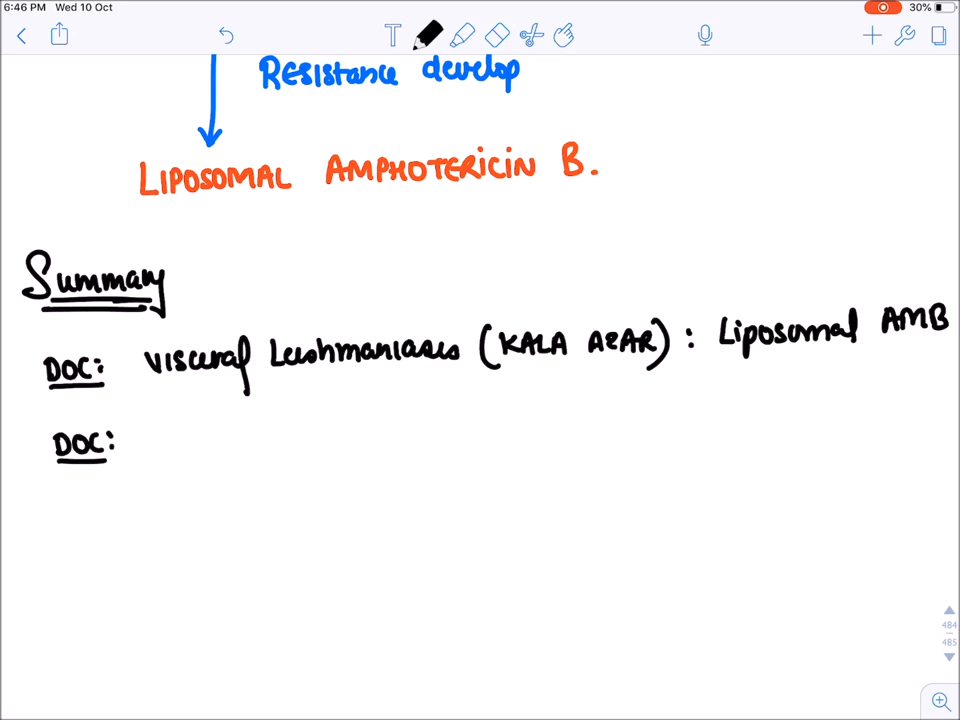 6:46 PM Wed 10 Oct 30%
T
Resistance develop
LIPOSOMAL AMPHOTERICIN B.
Summary
DOC: Visceral Leishmaniasis (KALA AZAR) : Liposomal AMB
DOC:
484
485